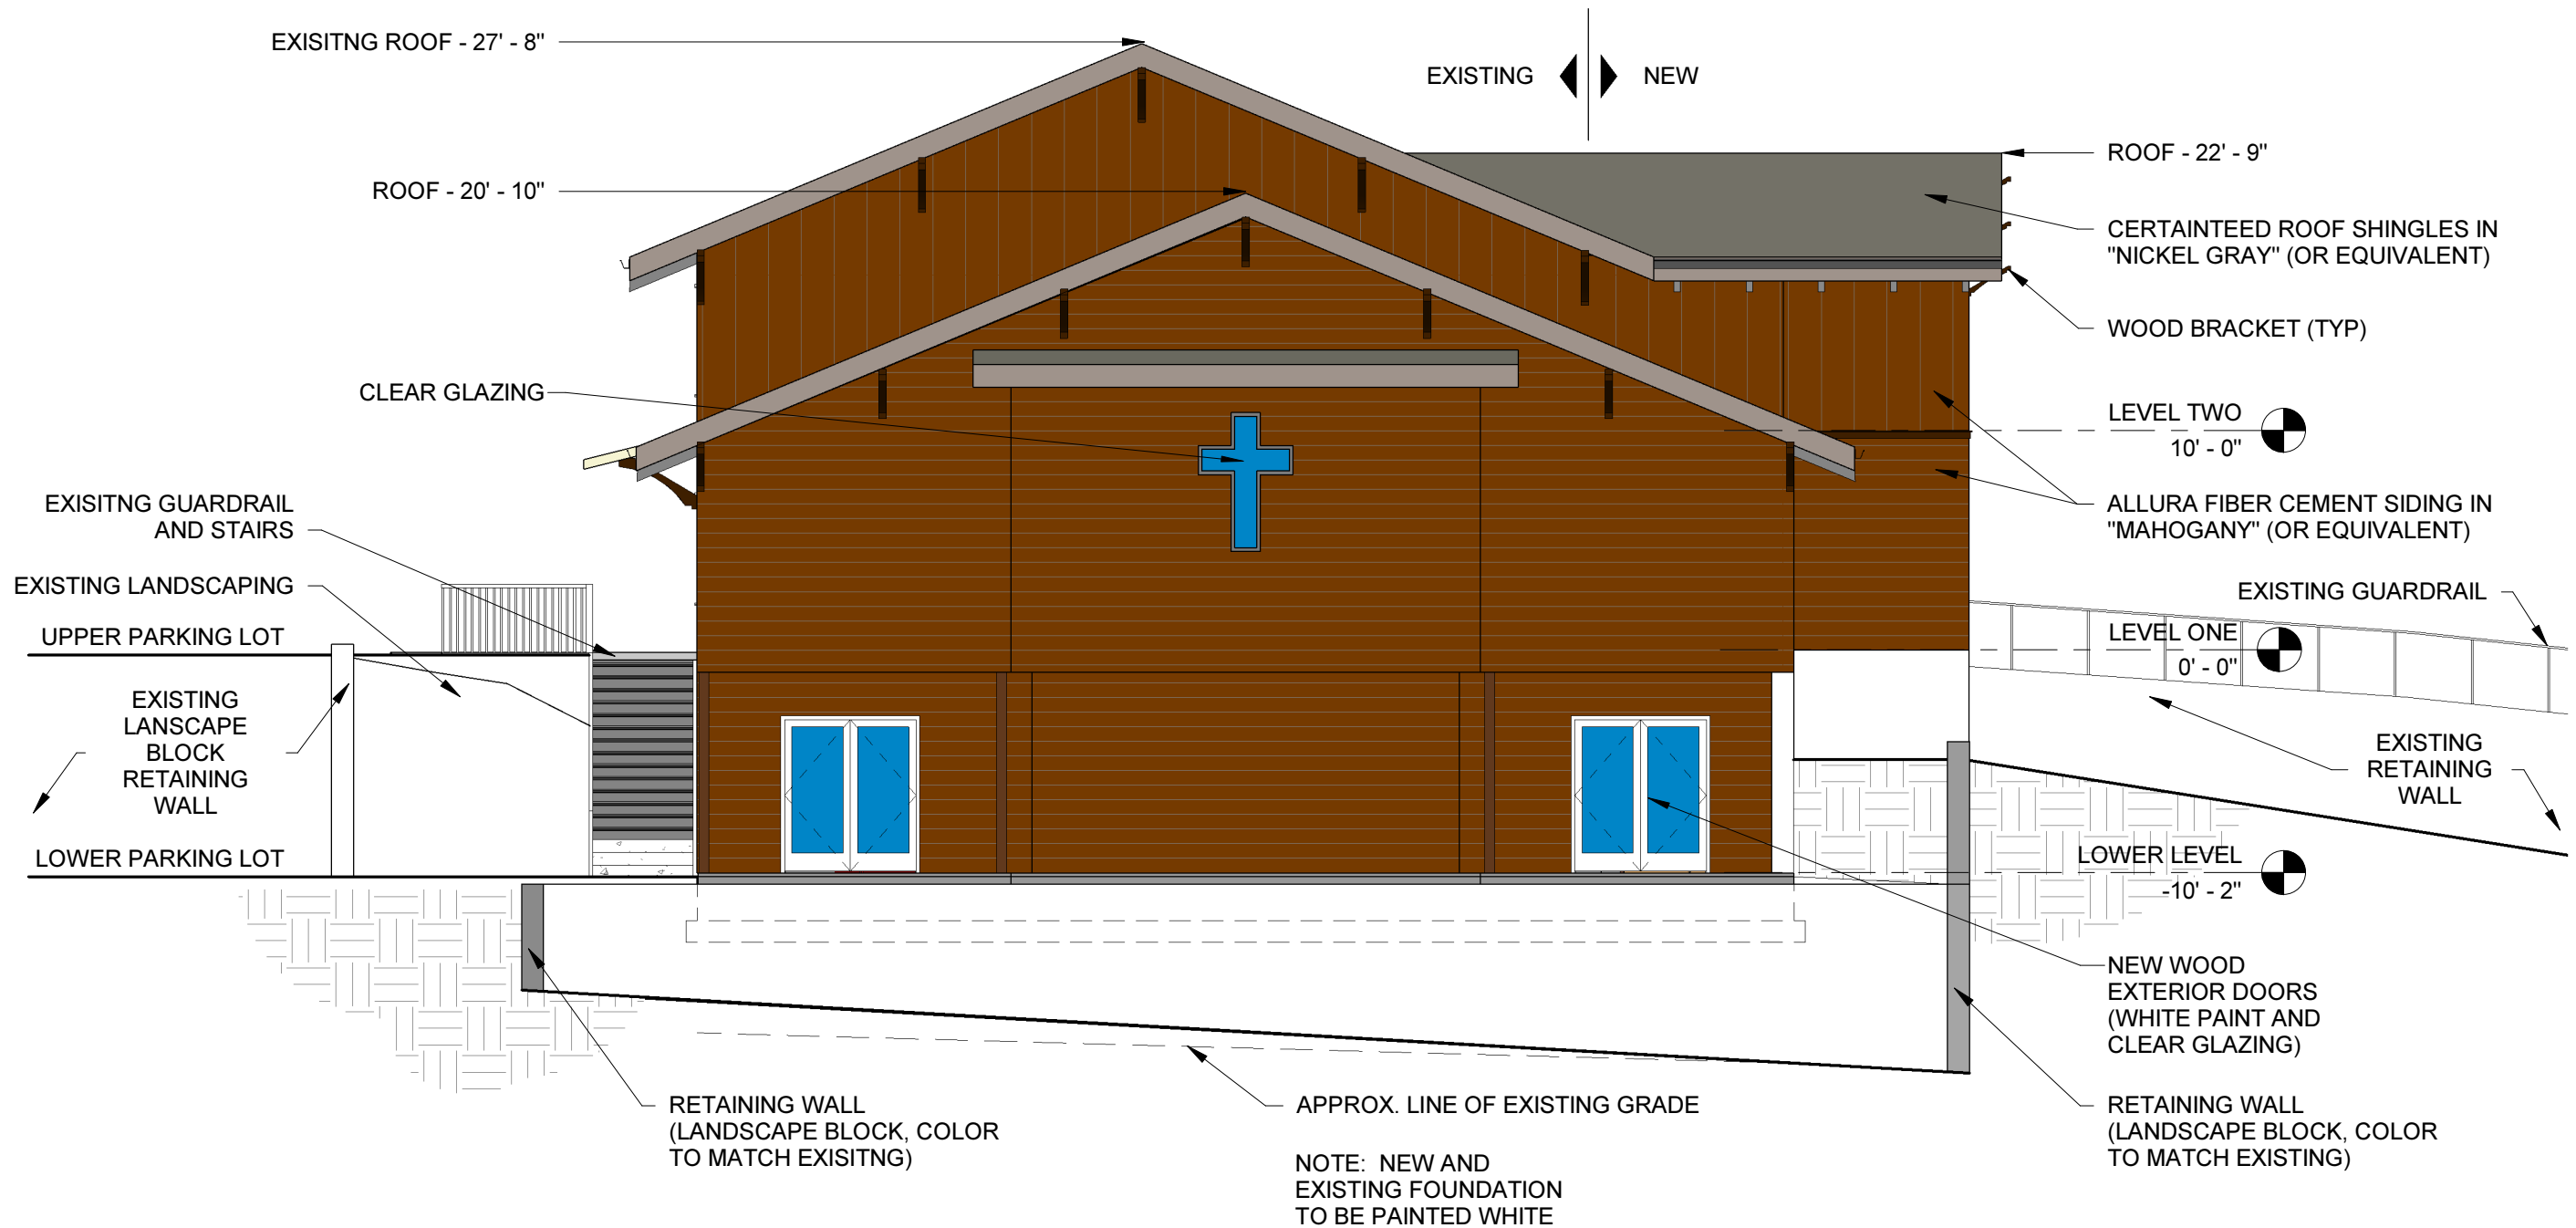 EXISITNG ROOF - 27' - 8"
EXISTING
NEW
ROOF - 22' - 9"
ROOF - 20' - 10"
CERTAINTEED ROOF SHINGLES IN
"NICKEL GRAY" (OR EQUIVALENT)
WOOD BRACKET (TYP)
CLEAR GLAZING
LEVEL TWO
10' - 0"
EXISITNG GUARDRAIL
AND STAIRS
ALLURA FIBER CEMENT SIDING IN
"MAHOGANY" (OR EQUIVALENT)
EXISTING LANDSCAPING
EXISTING GUARDRAIL
UPPER PARKING LOT
LEVEL ONE
0' - 0"
EXISTING
LANSCAPE
BLOCK
RETAINING
WALL
EXISTING
RETAINING
WALL
LOWER PARKING LOT
LOWER LEVEL
-10' - 2"
NEW WOOD
EXTERIOR DOORS
(WHITE PAINT AND
CLEAR GLAZING)
RETAINING WALL
(LANDSCAPE BLOCK, COLOR
TO MATCH EXISITNG)
APPROX. LINE OF EXISTING GRADE
NOTE:  NEW AND
EXISTING FOUNDATION
TO BE PAINTED WHITE
RETAINING WALL
(LANDSCAPE BLOCK, COLOR
TO MATCH EXISTING)